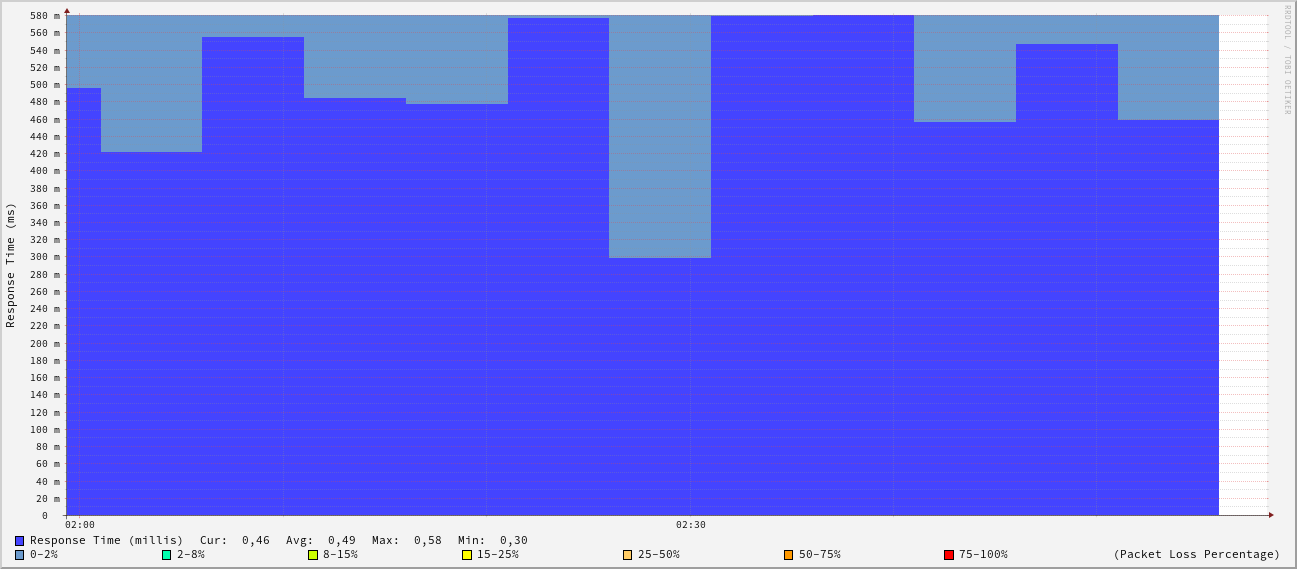 580 m
560 m
540 m
520 m
500 m
480 m
460 m
440 m
420 m
400 m
380 m
360 m
340 m
320 m
300 m
280 m
260 m
240 m
220 m
200 m
180 m
160 m
140 m
120 m
100 m
80 m
60 m
40 m
20 m
0
Response Time (ms)
RRDTOOL / TOBI OETIKER
02:00 02:30
Response Time (millis) Cur: 0,46 Avg: 0,49 Max: 0,58 Min: 0,30
0-2% 2-8% 8-15% 15-25% 25-50% 50-75% 75-100% (Packet Loss Percentage)